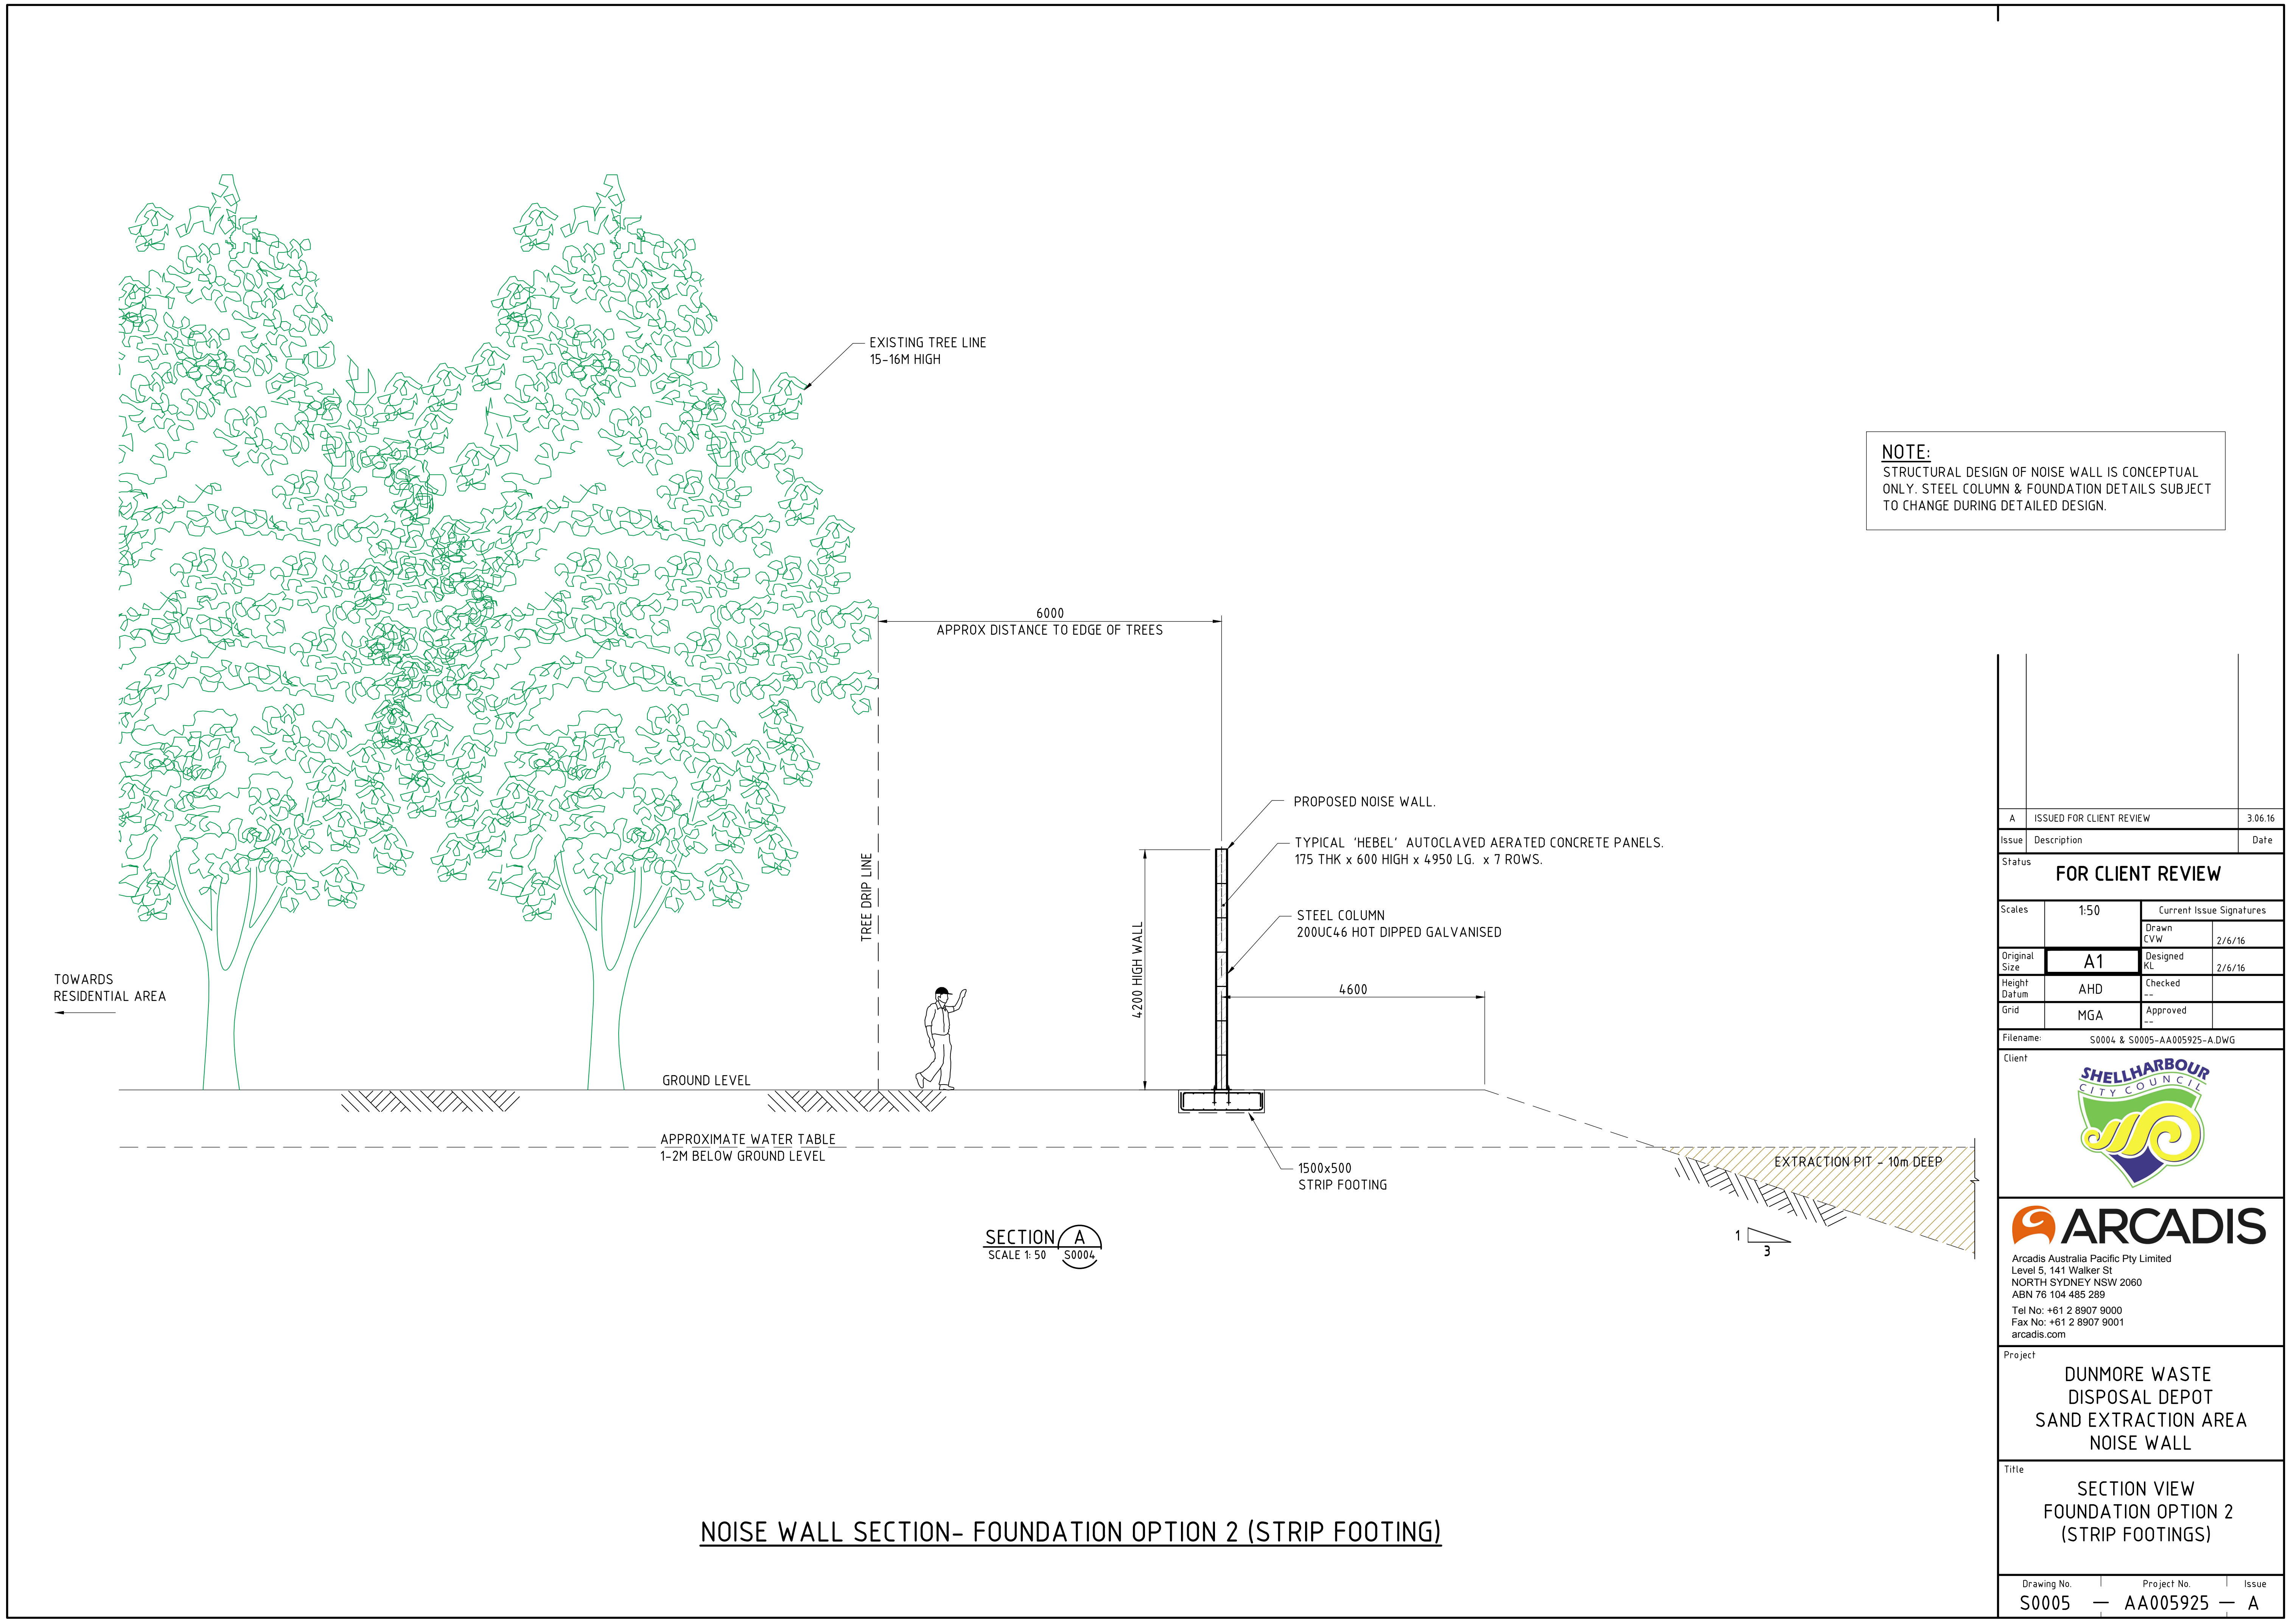 EXISTING TREE LINE
15-16M HIGH
NOTE:
STRUCTURAL DESIGN OF NOISE WALL IS CONCEPTUAL
ONLY. STEEL COLUMN & FOUNDATION DETAILS SUBJECT
TO CHANGE DURING DETAILED DESIGN.
6000
APPROX DISTANCE TO EDGE OF TREES
PROPOSED NOISE WALL.
TYPICAL 'HEBEL' AUTOCLAVED AERATED CONCRETE PANELS.
175 THK x 600 HIGH x 4950 LG. x 7 ROWS.
TREE DRIP LINE
4200 HIGH WALL
STEEL COLUMN
200UC46 HOT DIPPED GALVANISED
4600
TOWARDS
RESIDENTIAL AREA
GROUND LEVEL
APPROXIMATE WATER TABLE
1-2M BELOW GROUND LEVEL
1500x500
STRIP FOOTING
EXTRACTION PIT - 10m DEEP
1
3
SECTION A
SCALE 1: 50 S0004
NOISE WALL SECTION- FOUNDATION OPTION 2 (STRIP FOOTING)
A ISSUED FOR CLIENT REVIEW 3.06.16
Issue Description Date
Status
FOR CLIENT REVIEW
Scales 1:50 Current Issue Signatures
Drawn
CVW 2/6/16
Original
Size A1
Designed
KL 2/6/16
Height
Datum AHD
Checked
--
Grid MGA
Approved
--
Filename: S0004 & S0005-AA005925-A.DWG
Client
SHELLHARBOUR
CITY COUNCIL
ARCADIS
Arcadis Australia Pacific Pty Limited
Level 5, 141 Walker St
NORTH SYDNEY NSW 2060
ABN 76 104 485 289
Tel No: +61 2 8907 9000
Fax No: +61 2 8907 9001
arcadis.com
Project
DUNMORE WASTE
DISPOSAL DEPOT
SAND EXTRACTION AREA
NOISE WALL
Title
SECTION VIEW
FOUNDATION OPTION 2
(STRIP FOOTINGS)
Drawing No. Project No. Issue
S0005 — AA005925 — A